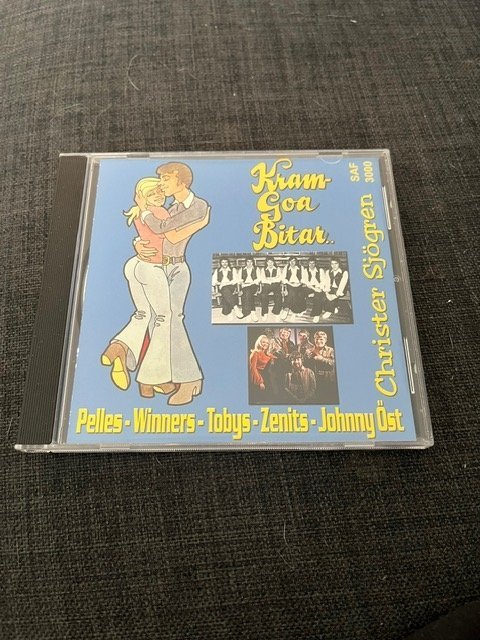 Kram-
Goa
Bitar..
SAF
3000
Christer Sjögren
Pelles - Winners - Tobys - Zenits - Johnny Öst